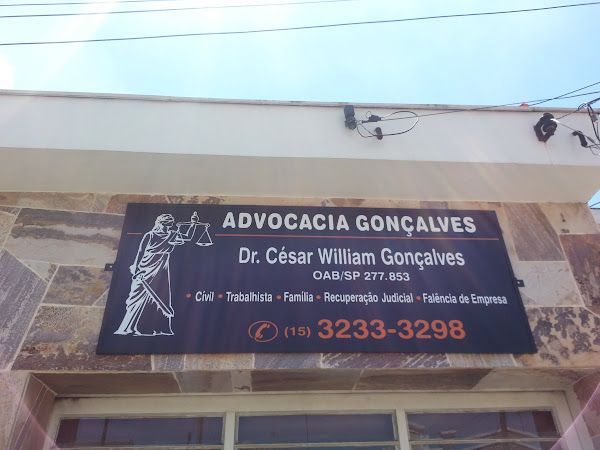 ADVOCACIA GONÇALVES
Dr. César William Gonçalves
OAB/SP 277.853
• Cível • Trabalhista • Família • Recuperação Judicial • Falência de Empresa
(15) 3233-3298